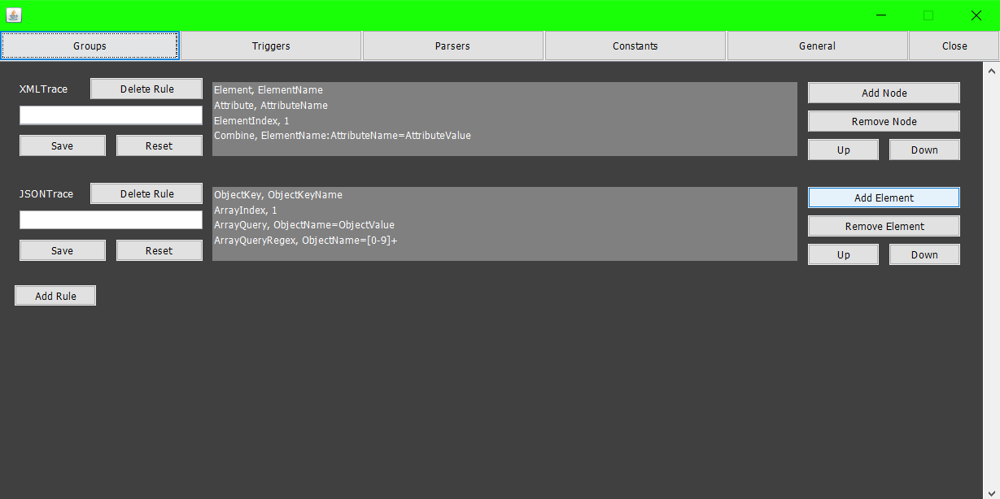 Groups Triggers Parsers Constants General Close
XMLTrace Delete Rule
Save Reset
Element, ElementName
Attribute, AttributeName
ElementIndex, 1
Combine, ElementName:AttributeName=AttributeValue
Add Node
Remove Node
Up Down
JSONTrace Delete Rule
Save Reset
ObjectKey, ObjectKeyName
ArrayIndex, 1
ArrayQuery, ObjectName=ObjectValue
ArrayQueryRegex, ObjectName=[0-9]+
Add Element
Remove Element
Up Down
Add Rule